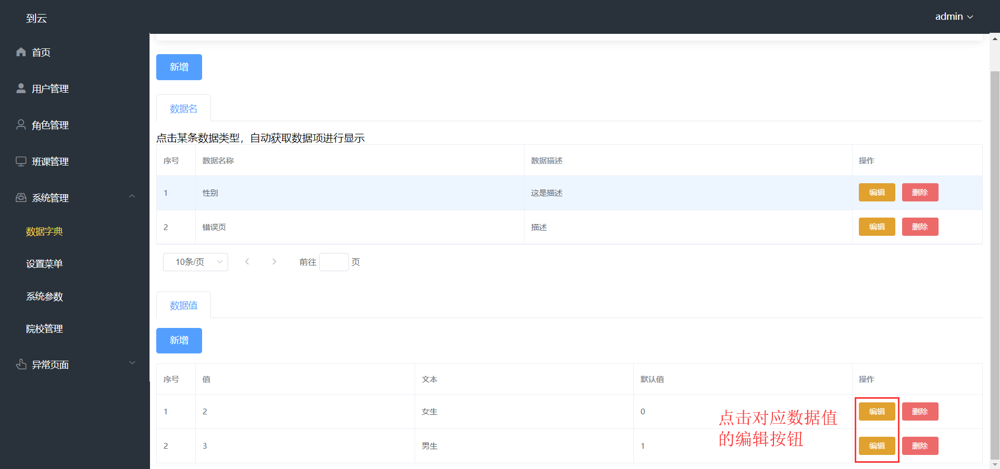 到云
admin
首页
用户管理
角色管理
班课管理
系统管理
数据字典
设置菜单
系统参数
院校管理
异常页面
新增
数据名
点击某条数据类型，自动获取数据项进行显示
序号 数据名称 数据描述 操作
1 性别 这是描述 编辑 删除
2 错误页 描述 编辑 删除
10条/页 前往 页
数据值
新增
序号 值 文本 默认值 操作
1 2 女生 0 编辑 删除
2 3 男生 1 编辑 删除
点击对应数据值
的编辑按钮